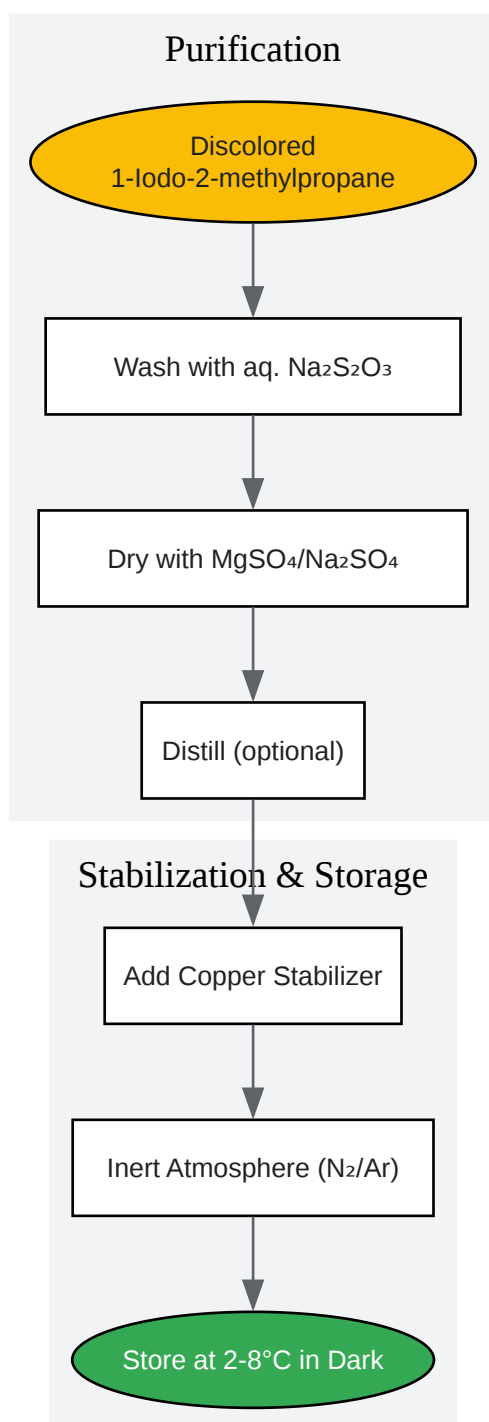 Purification
Discolored
1-Iodo-2-methylpropane
Wash with aq. Na₂S₂O₃
Dry with MgSO₄/Na₂SO₄
Distill (optional)
Stabilization & Storage
Add Copper Stabilizer
Inert Atmosphere (N₂/Ar)
Store at 2-8°C in Dark